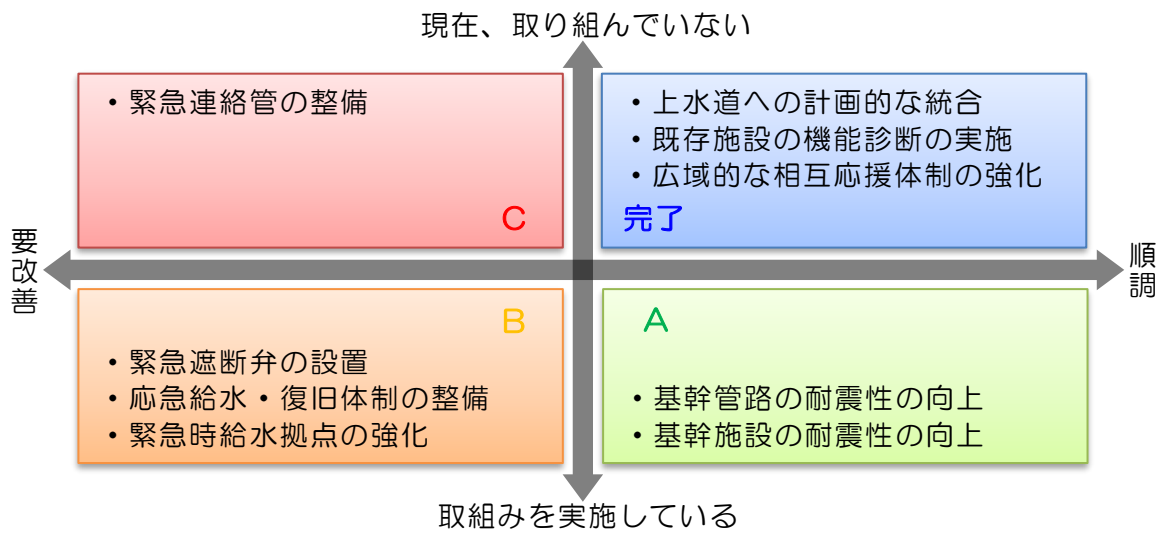 現在、取り組んでいない
・緊急連絡管の整備
C
・上水道への計画的な統合
・既存施設の機能診断の実施
・広域的な相互応援体制の強化
完了
要改善
順調
B
・緊急遮断弁の設置
・応急給水・復旧体制の整備
・緊急時給水拠点の強化
A
・基幹管路の耐震性の向上
・基幹施設の耐震性の向上
取組みを実施している